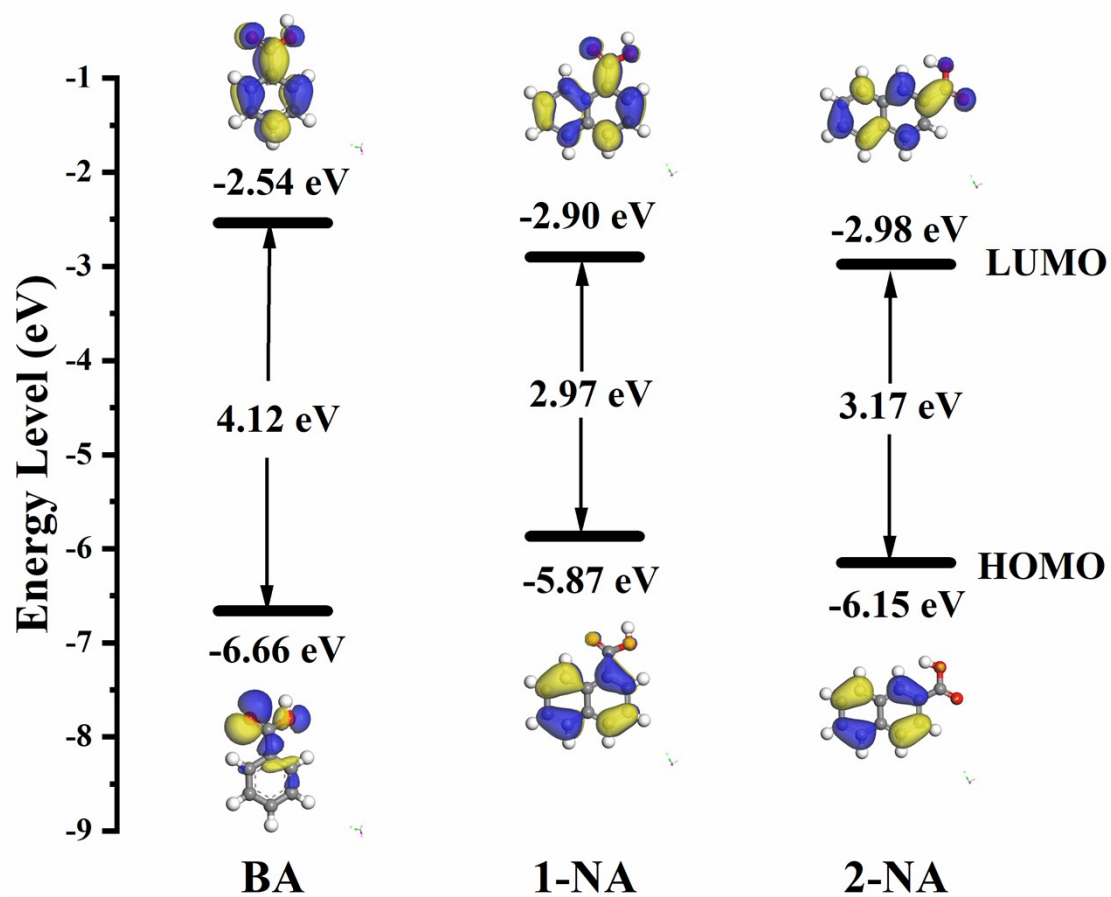 Energy Level (eV)
-1
-2
-3
-4
-5
-6
-7
-8
-9
-2.54 eV
4.12 eV
-6.66 eV
BA
-2.90 eV
2.97 eV
-5.87 eV
1-NA
-2.98 eV
LUMO
3.17 eV
HOMO
-6.15 eV
2-NA